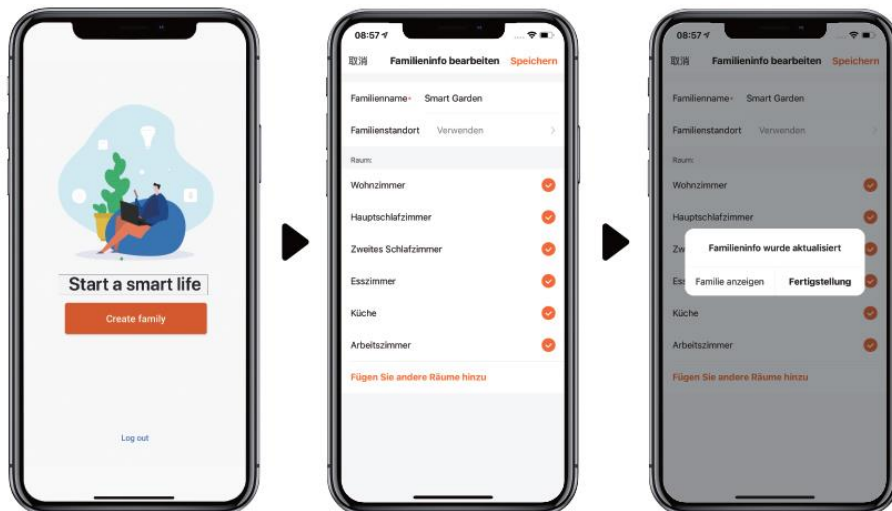 Start a smart life
Create family
Log out
08:57
取消 Familieninfo bearbeiten Speichern
Familienname* Smart Garden
Familienstandort Verwenden
Raum:
Wohnzimmer
Hauptschlafzimmer
Zweites Schlafzimmer
Esszimmer
Küche
Arbeitszimmer
Fügen Sie andere Räume hinzu
08:57
取消 Familieninfo bearbeiten Speichern
Familienname* Smart Garden
Familienstandort Verwenden
Raum:
Wohnzimmer
Hauptschlafzimmer
Familieninfo wurde aktualisiert
Familie anzeigen Fertigstellung
Küche
Arbeitszimmer
Fügen Sie andere Räume hinzu